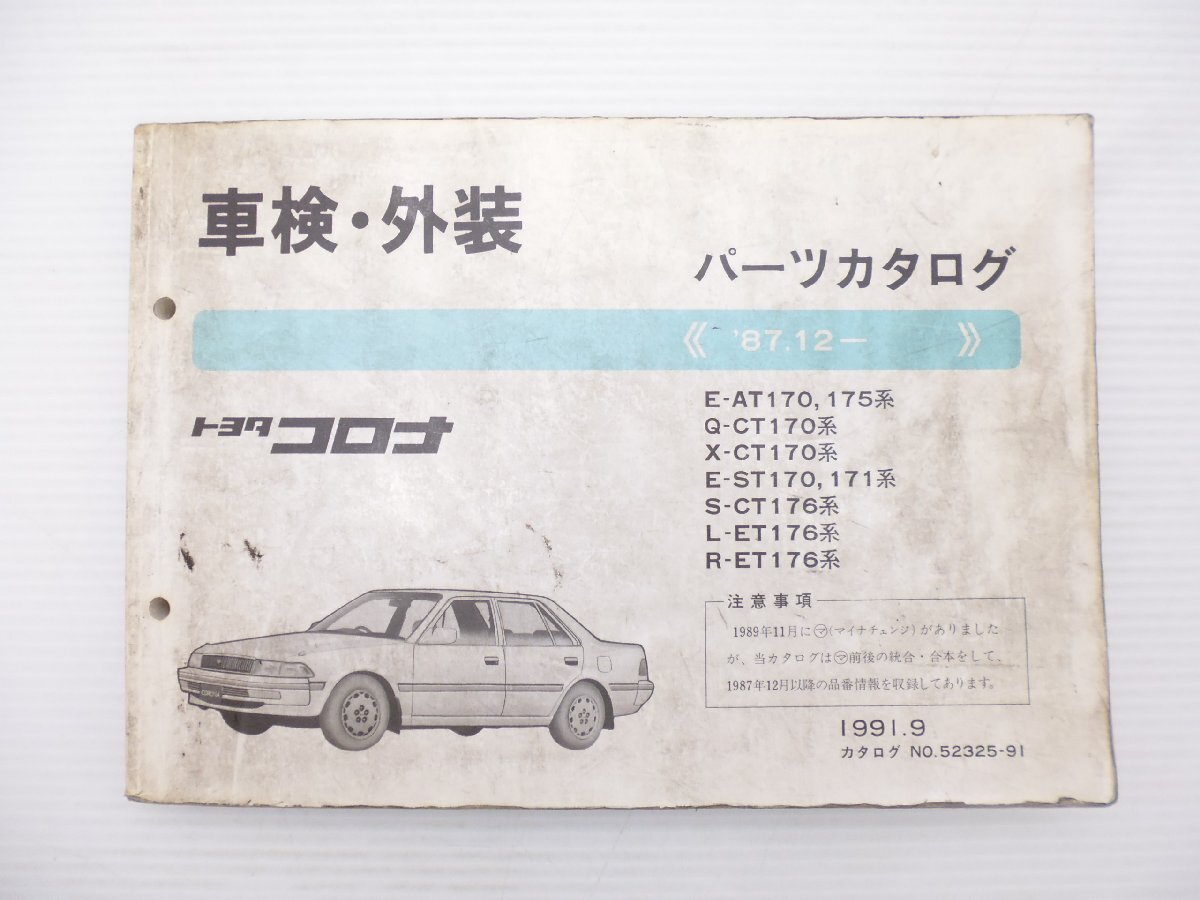 車検・外装
パーツカタログ
《 '87.12− 》
トヨタ コロナ
E-AT170, 175系
Q-CT170系
X-CT170系
E-ST170, 171系
S-CT176系
L-ET176系
R-ET176系
注意事項
1989年11月に㋮(マイナチェンジ)がありました
が、当カタログは㋮前後の統合・合本をして、
1987年12月以降の品番情報を収録してあります。
1991.9
カタログ NO.52325-91
CORONA